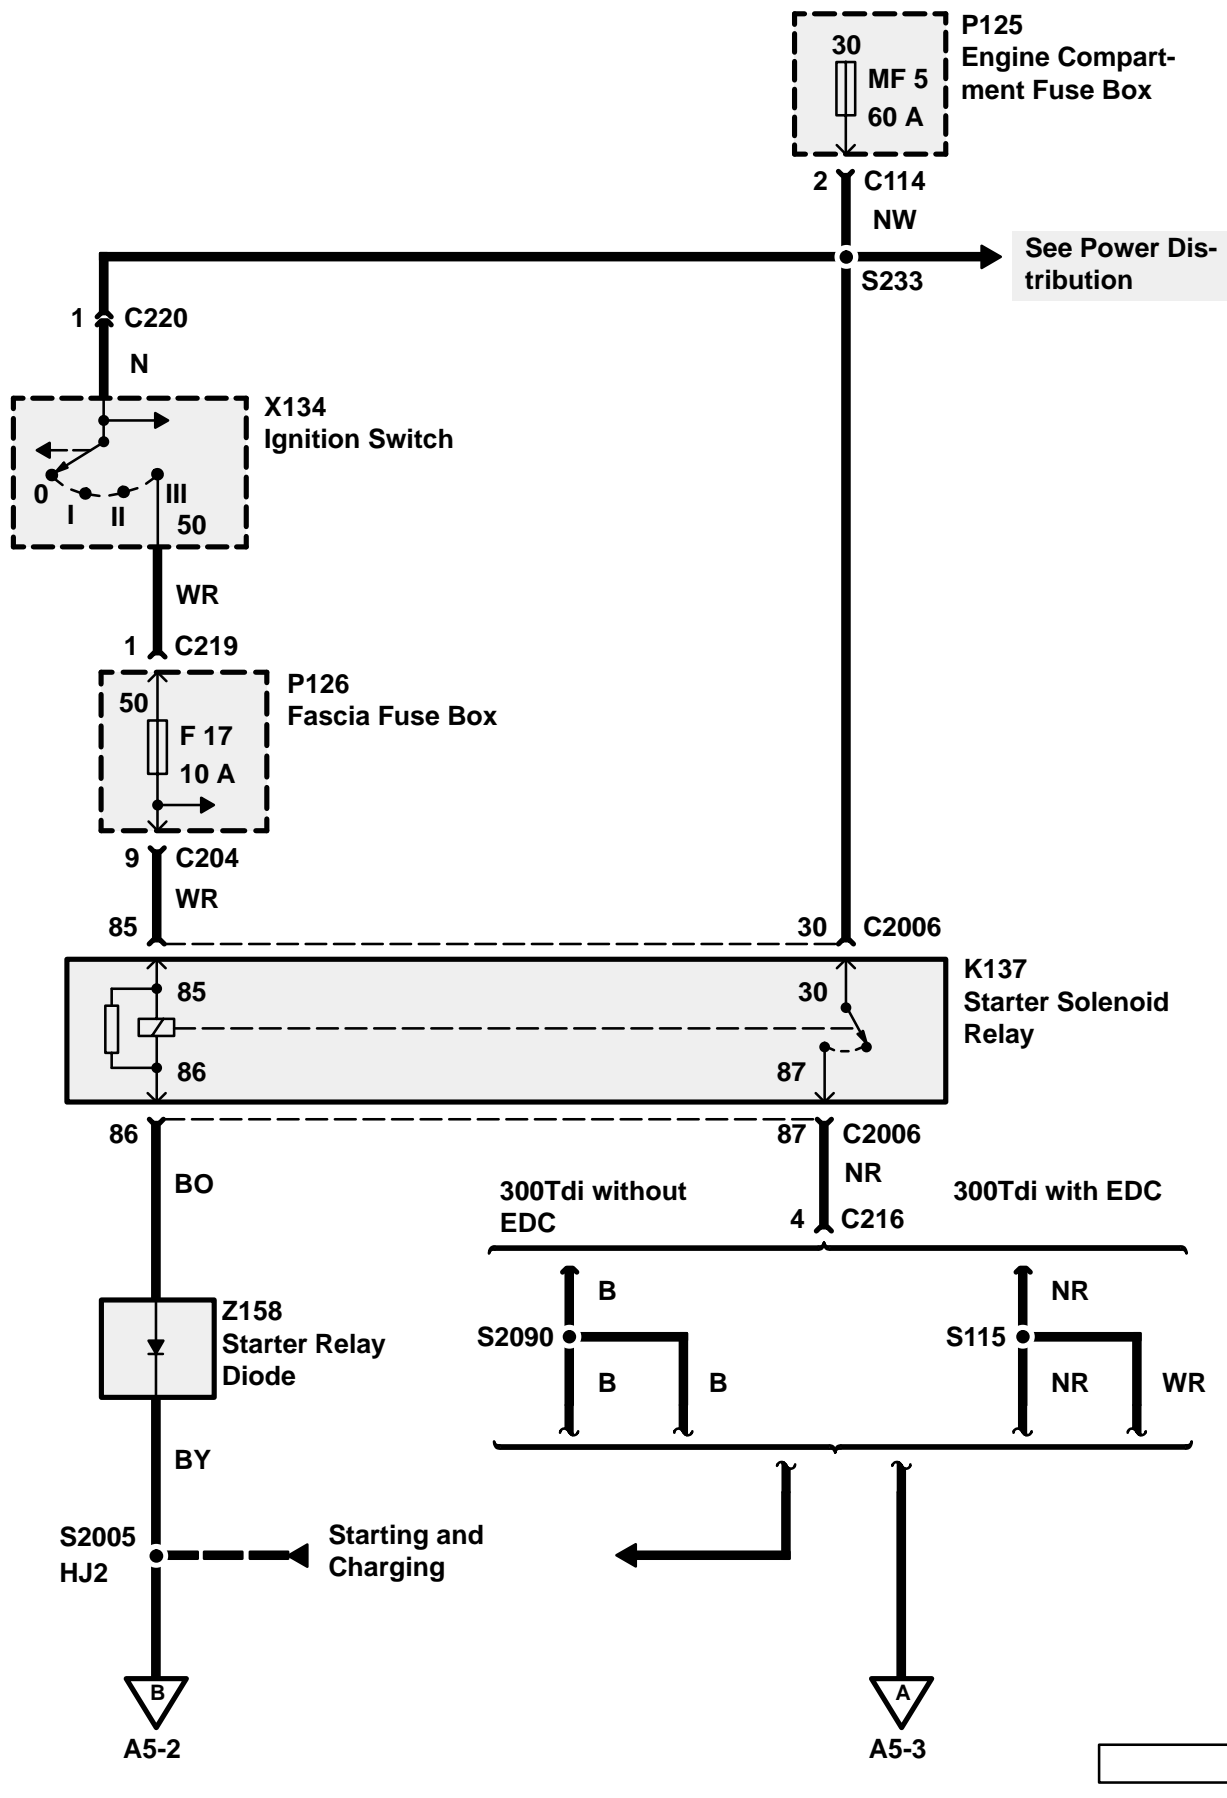 P125
Engine Compart-
ment Fuse Box
30
MF 5
60 A
2
C114
NW
See Power Dis-
tribution
S233
1
C220
N
X134
Ignition Switch
0
I
II
III
50
WR
1
C219
P126
Fascia Fuse Box
50
F 17
10 A
9
C204
WR
85
30
C2006
K137
Starter Solenoid
Relay
85
30
86
87
86
87
C2006
BO
NR
300Tdi without
EDC
300Tdi with EDC
4
C216
B
NR
Z158
Starter Relay
Diode
S2090
S115
B
B
NR
WR
BY
S2005
HJ2
Starting and
Charging
B
A
A5-2
A5-3